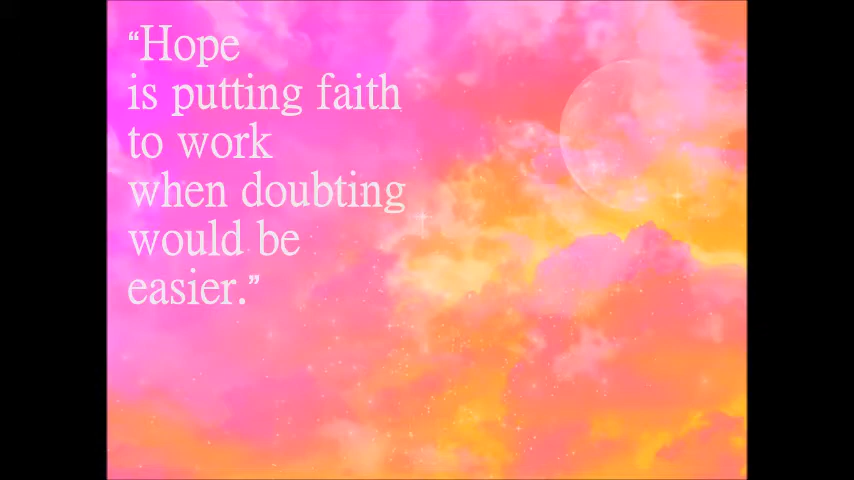 “Hope
is putting faith
to work
when doubting
would be
easier.”